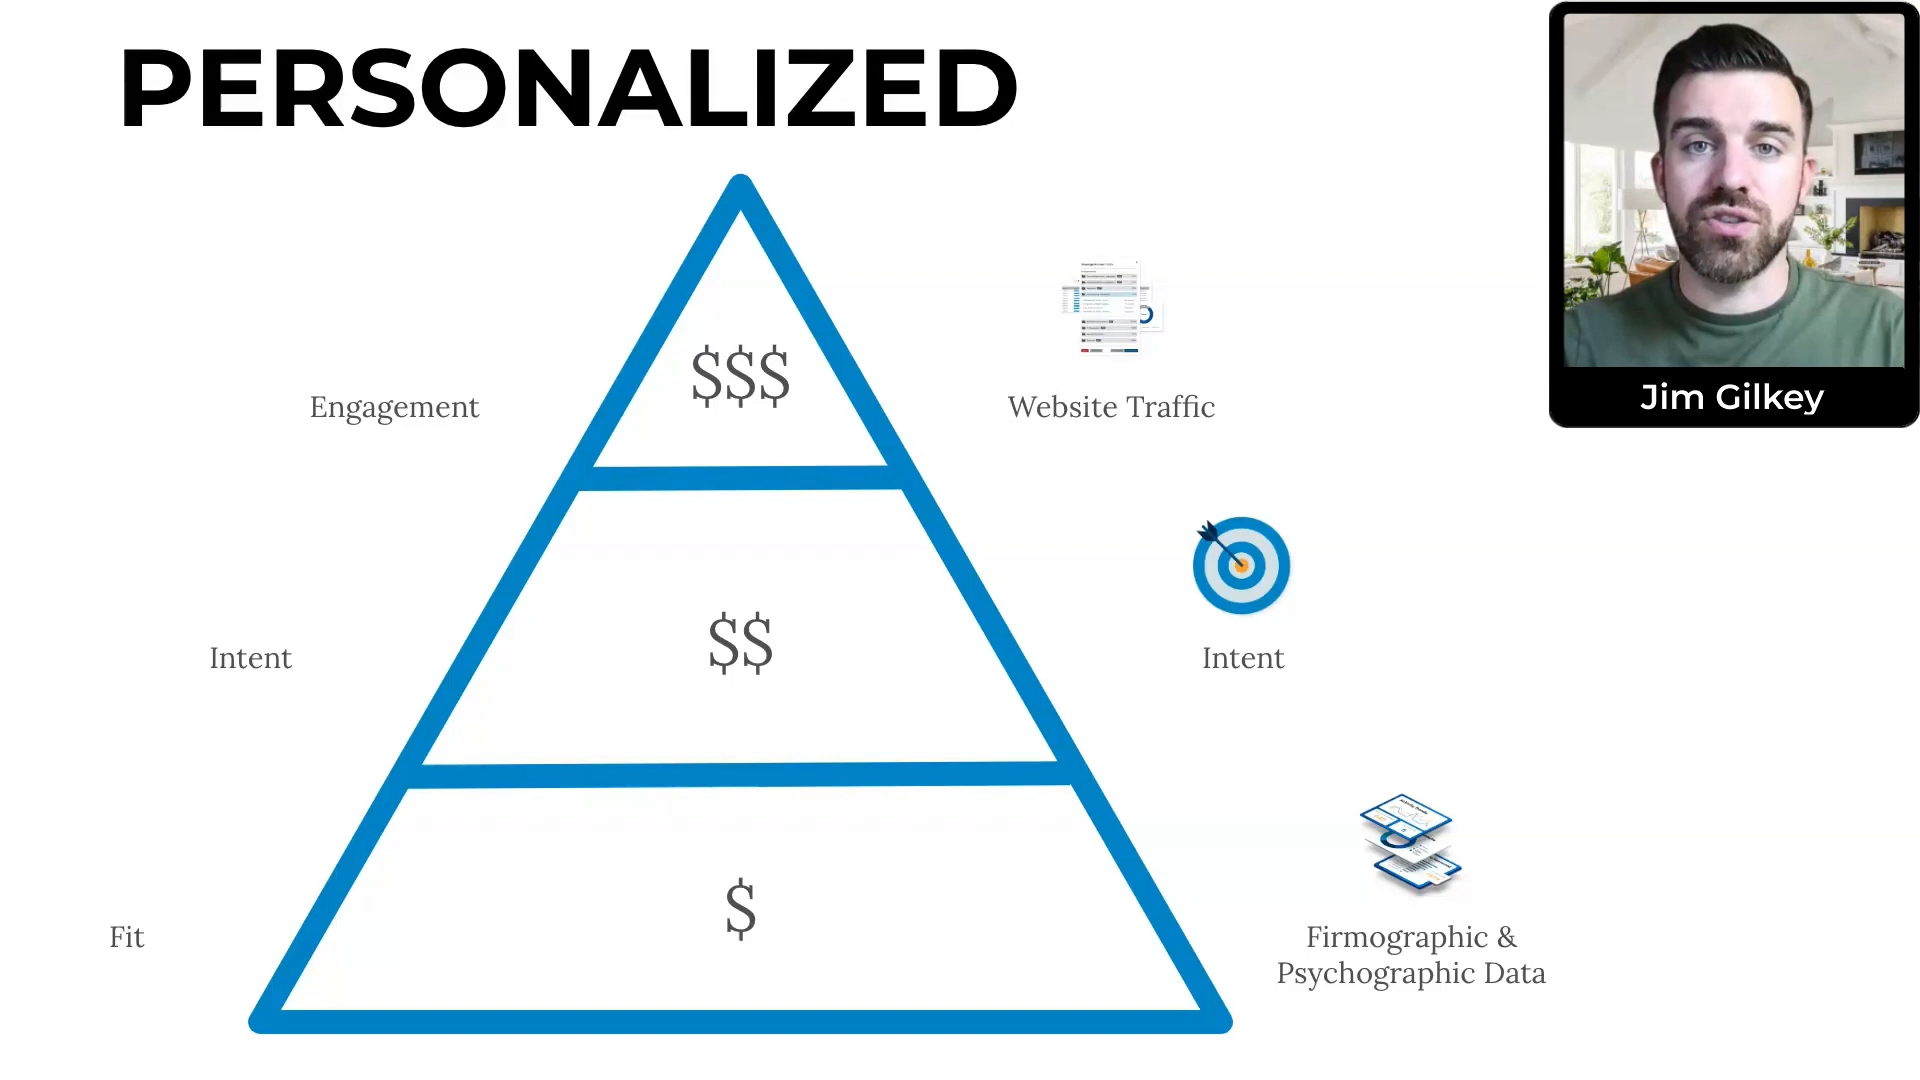 PERSONALIZED
Jim Gilkey
$$$
Engagement
Website Traffic
$$
Intent
Intent
$
Fit
Firmographic &
Psychographic Data